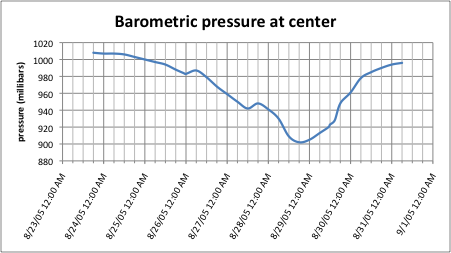 Barometric pressure at center
pressure (millibars)
1020
1000
980
960
940
920
900
880
8/23/05 12:00 AM
8/24/05 12:00 AM
8/25/05 12:00 AM
8/26/05 12:00 AM
8/27/05 12:00 AM
8/28/05 12:00 AM
8/29/05 12:00 AM
8/30/05 12:00 AM
8/31/05 12:00 AM
9/1/05 12:00 AM